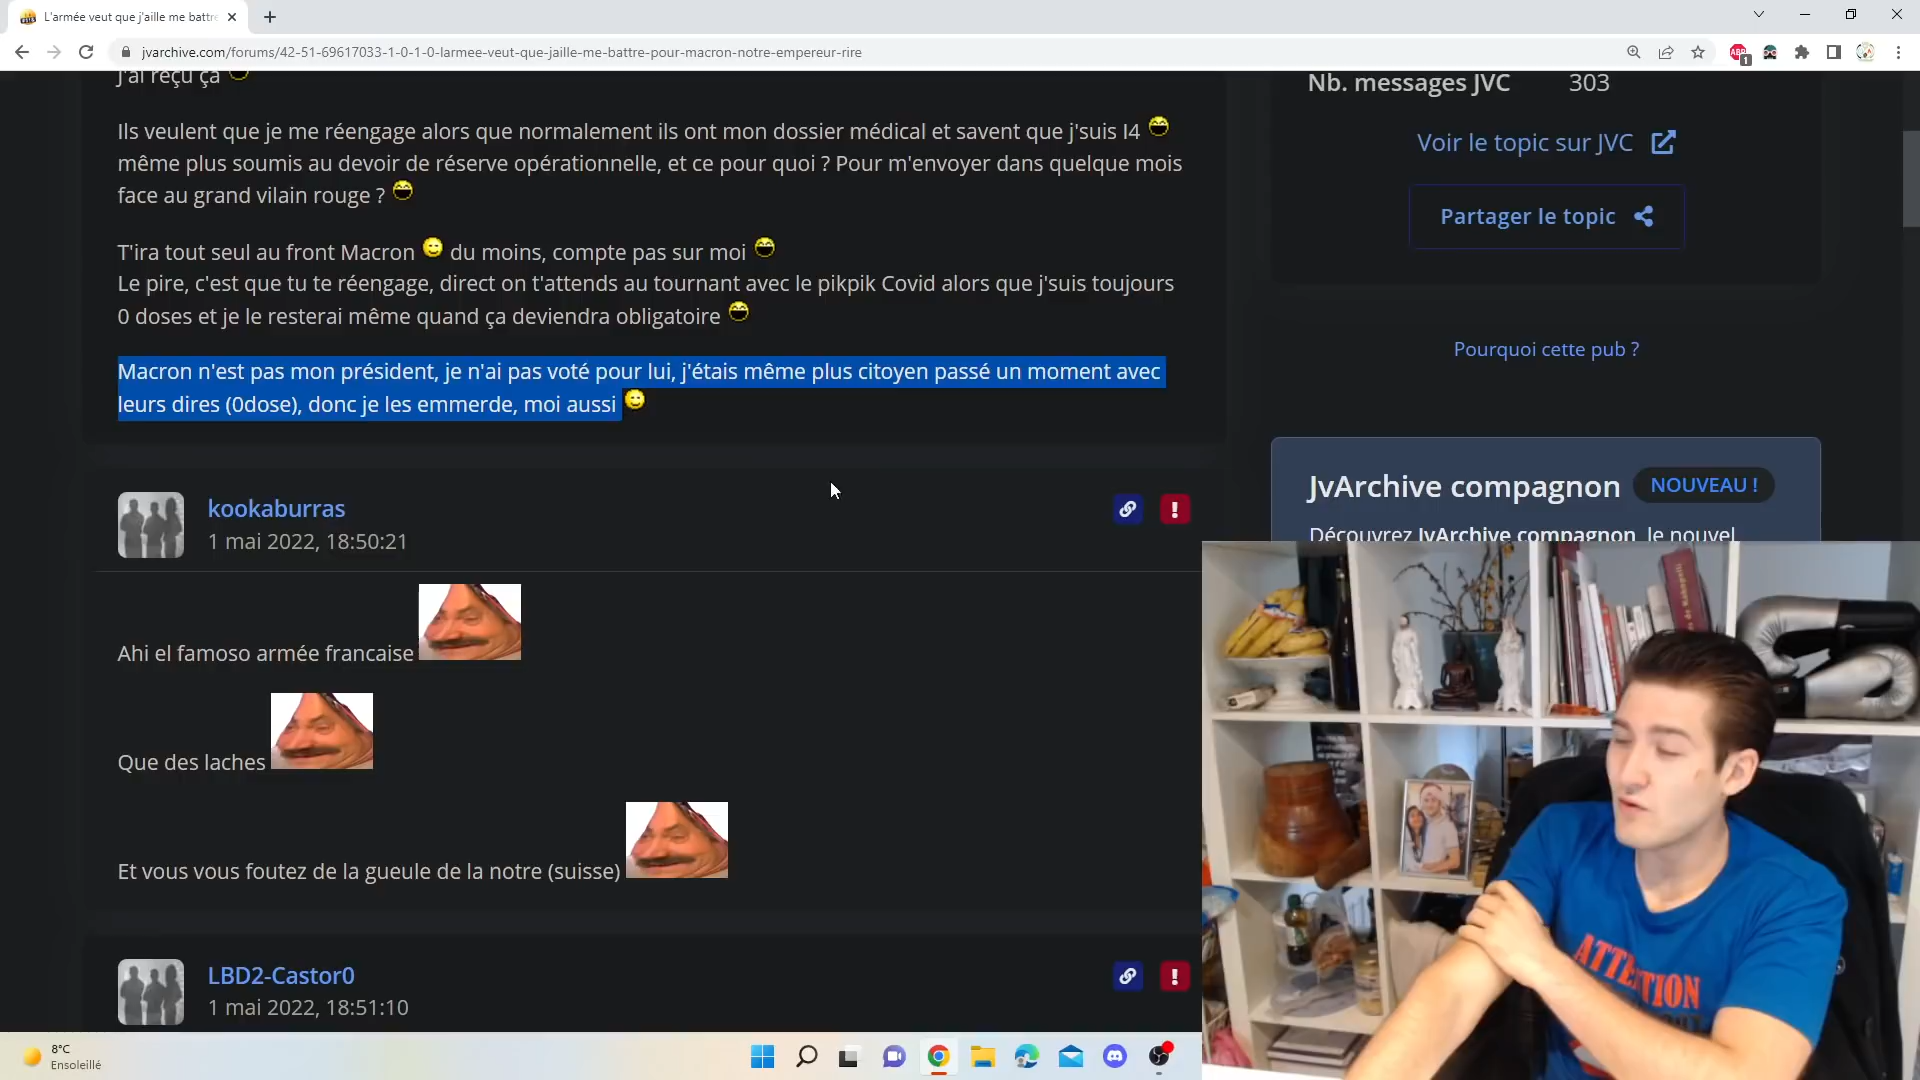 L'armée veut que j'aille me battre
jvarchive.com/forums/42-51-69617033-1-0-1-0-larmee-veut-que-jaille-me-battre-pour-macron-notre-empereur-rire
ABP
1
j'ai reçu ça
Ils veulent que je me réengage alors que normalement ils ont mon dossier médical et savent que j'suis I4
même plus soumis au devoir de réserve opérationnelle, et ce pour quoi ? Pour m'envoyer dans quelque mois
face au grand vilain rouge ?
T'ira tout seul au front Macron du moins, compte pas sur moi
Le pire, c'est que tu te réengage, direct on t'attends au tournant avec le pikpik Covid alors que j'suis toujours
0 doses et je le resterai même quand ça deviendra obligatoire
Macron n'est pas mon président, je n'ai pas voté pour lui, j'étais même plus citoyen passé un moment avec
leurs dires (0dose), donc je les emmerde, moi aussi
kookaburras
1 mai 2022, 18:50:21
Ahi el famoso armée francaise
Que des laches
Et vous vous foutez de la gueule de la notre (suisse)
LBD2-Castor0
1 mai 2022, 18:51:10
Nb. messages JVC 303
Voir le topic sur JVC
Partager le topic
Pourquoi cette pub ?
JvArchive compagnon NOUVEAU !
Découvrez JvArchive compagnon, le nouvel
ATTENTION
8°C
Ensoleillé